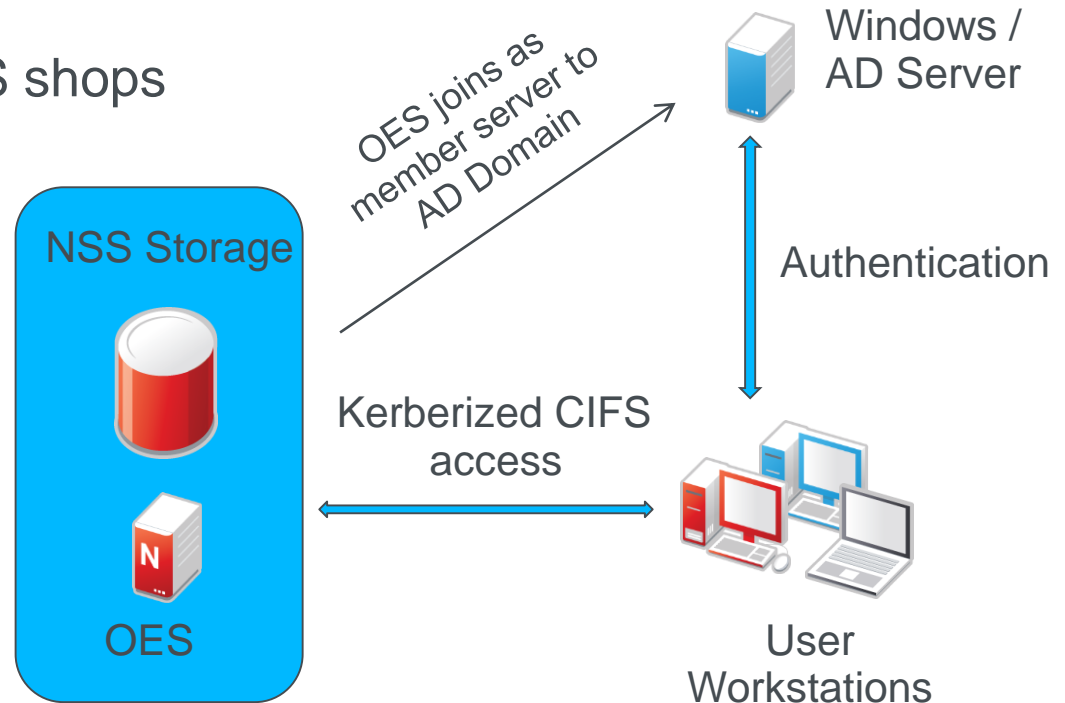 S shops
Windows /
AD Server
OES joins as
member server to
AD Domain
NSS Storage
Authentication
Kerberized CIFS
access
N
OES
User
Workstations